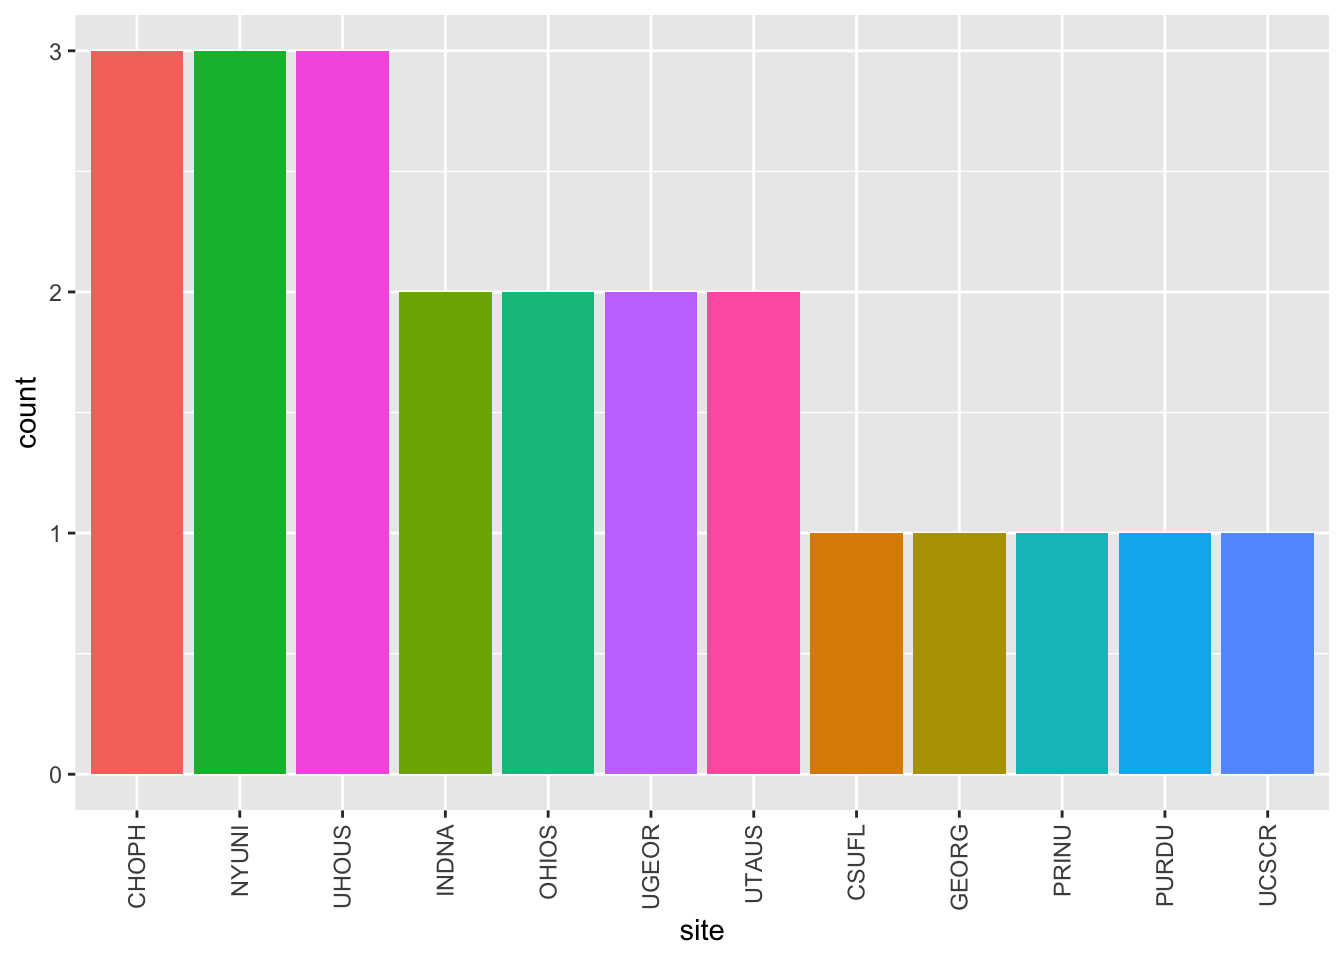 3
2
1
0
count
CHOPH
NYUNI
UHOUS
INDNA
OHIOS
UGEOR
UTAUS
CSUFL
GEORG
PRINU
PURDU
UCSCR
site